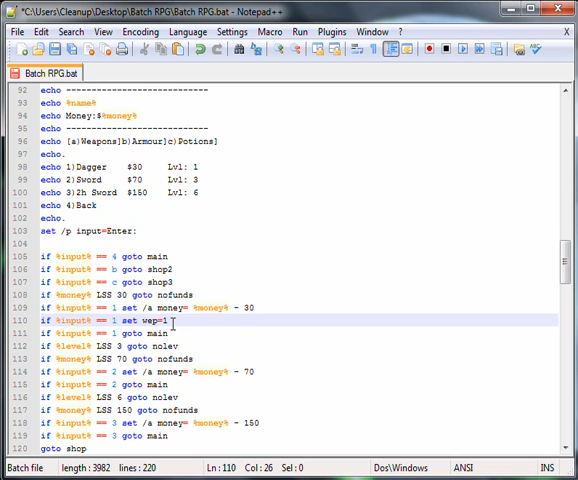 *C:\Users\Cleanup\Desktop\Batch RPG\Batch RPG.bat - Notepad++
File Edit Search View Encoding Language Settings Macro Run Plugins Window ?
Batch RPG.bat
92 echo ----------------------------
93 echo %name%
94 echo Money:$%money%
95 echo ----------------------------
96 echo [a)Weapons]b)Armour]c)Potions]
97 echo.
98 echo 1)Dagger $30 Lvl: 1
99 echo 2)Sword $70 Lvl: 3
100 echo 3)2h Sword $150 Lvl: 6
101 echo 4)Back
102 echo.
103 set /p input=Enter:
104
105 if %input% == 4 goto main
106 if %input% == b goto shop2
107 if %input% == c goto shop3
108 if %money% LSS 30 goto nofunds
109 if %input% == 1 set /a money= %money% - 30
110 if %input% == 1 set wep=1
111 if %input% == 1 goto main
112 if %level% LSS 3 goto nolev
113 if %money% LSS 70 goto nofunds
114 if %input% == 2 set /a money= %money% - 70
115 if %input% == 2 goto main
116 if %level% LSS 6 goto nolev
117 if %money% LSS 150 goto nofunds
118 if %input% == 3 set /a money= %money% - 150
119 if %input% == 3 goto main
120 goto shop
Batch file length : 3982 lines : 220 Ln : 110 Col : 26 Sel : 0 Dos\Windows ANSI INS